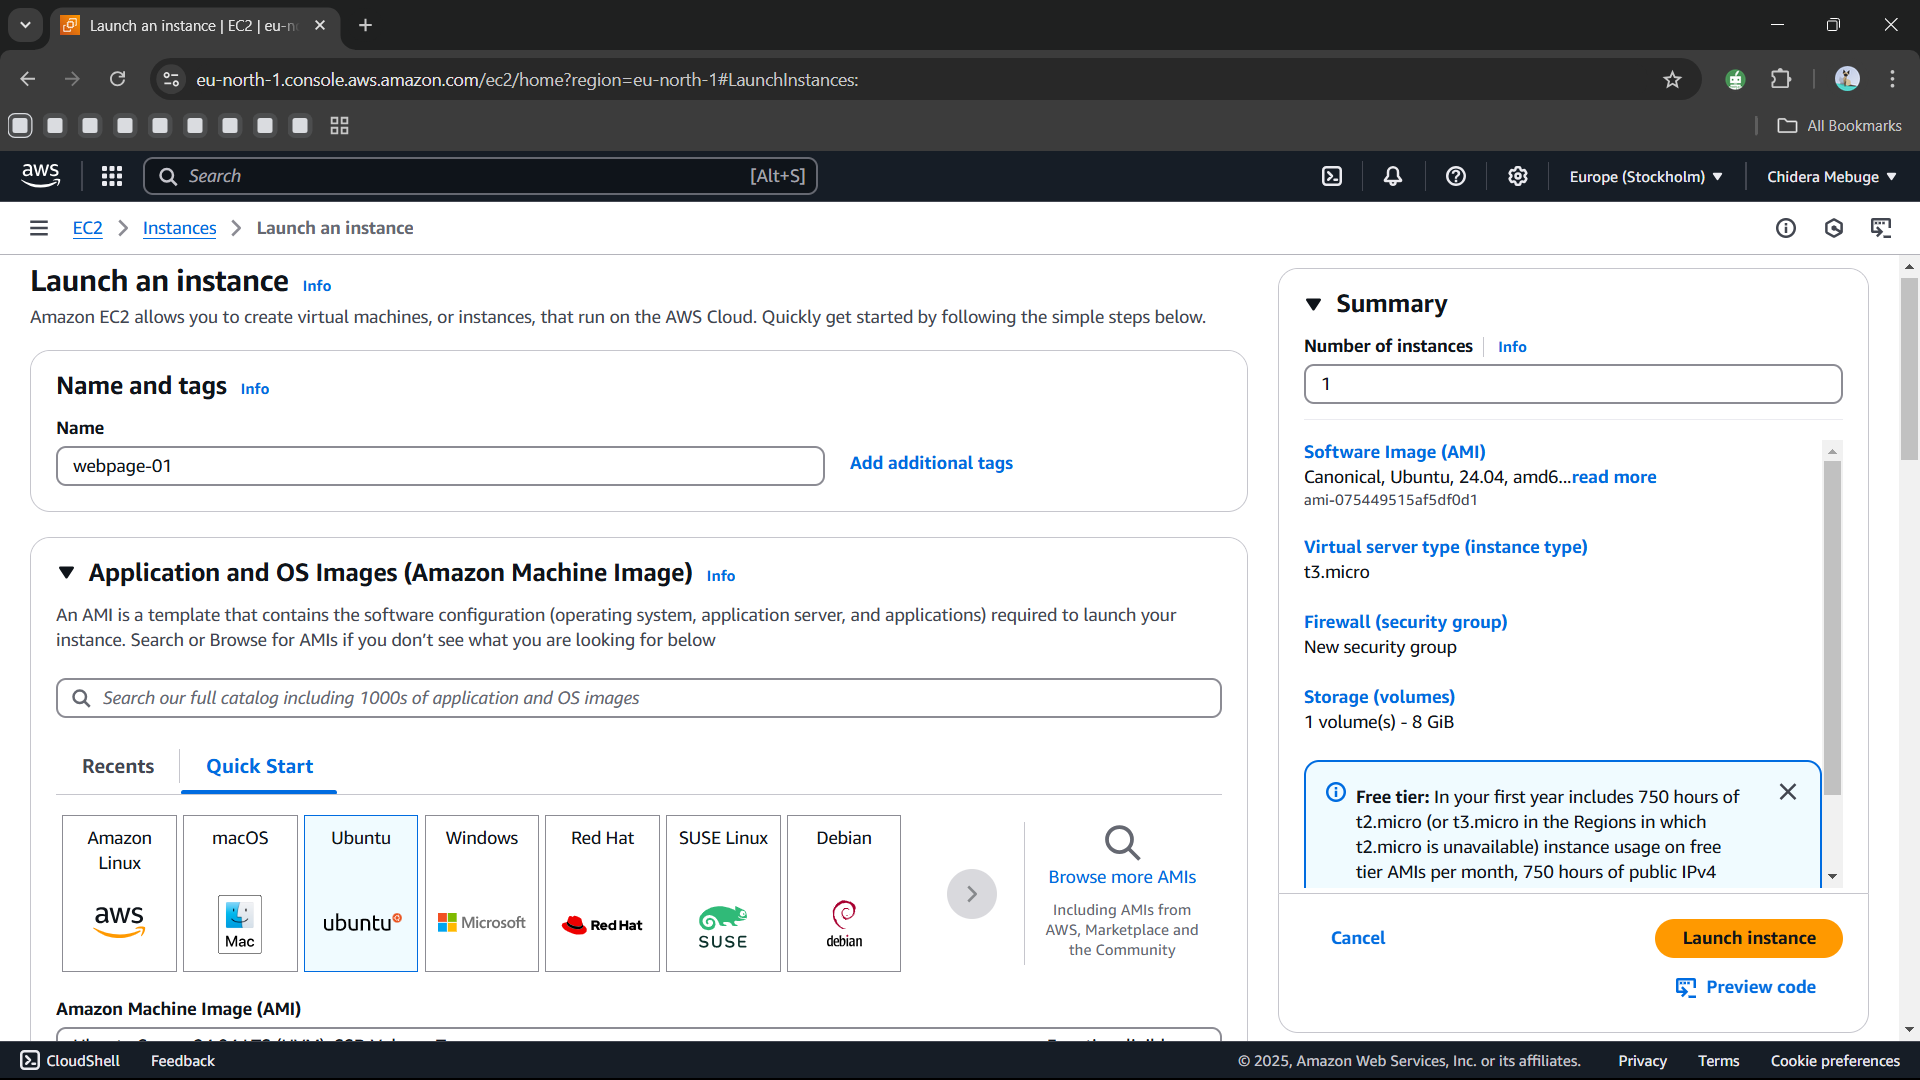 Launch an instance | EC2 | eu-n
eu-north-1.console.aws.amazon.com/ec2/home?region=eu-north-1#LaunchInstances:
All Bookmarks
aws
Search
[Alt+S]
Europe (Stockholm)
Chidera Mebuge
EC2
Instances
Launch an instance
Launch an instance Info
Amazon EC2 allows you to create virtual machines, or instances, that run on the AWS Cloud. Quickly get started by following the simple steps below.
Name and tags Info
Name
webpage-01
Add additional tags
Application and OS Images (Amazon Machine Image) Info
An AMI is a template that contains the software configuration (operating system, application server, and applications) required to launch your
instance. Search or Browse for AMIs if you don’t see what you are looking for below
Search our full catalog including 1000s of application and OS images
Recents
Quick Start
Amazon
Linux
aws
macOS
Mac
Ubuntu
ubuntu
Windows
Microsoft
Red Hat
Red Hat
SUSE Linux
SUSE
Debian
debian
Browse more AMIs
Including AMIs from
AWS, Marketplace and
the Community
Amazon Machine Image (AMI)
Summary
Number of instances Info
1
Software Image (AMI)
Canonical, Ubuntu, 24.04, amd6...read more
ami-075449515af5df0d1
Virtual server type (instance type)
t3.micro
Firewall (security group)
New security group
Storage (volumes)
1 volume(s) - 8 GiB
Free tier: In your first year includes 750 hours of
t2.micro (or t3.micro in the Regions in which
t2.micro is unavailable) instance usage on free
tier AMIs per month, 750 hours of public IPv4
Cancel
Launch instance
Preview code
CloudShell
Feedback
© 2025, Amazon Web Services, Inc. or its affiliates.
Privacy
Terms
Cookie preferences